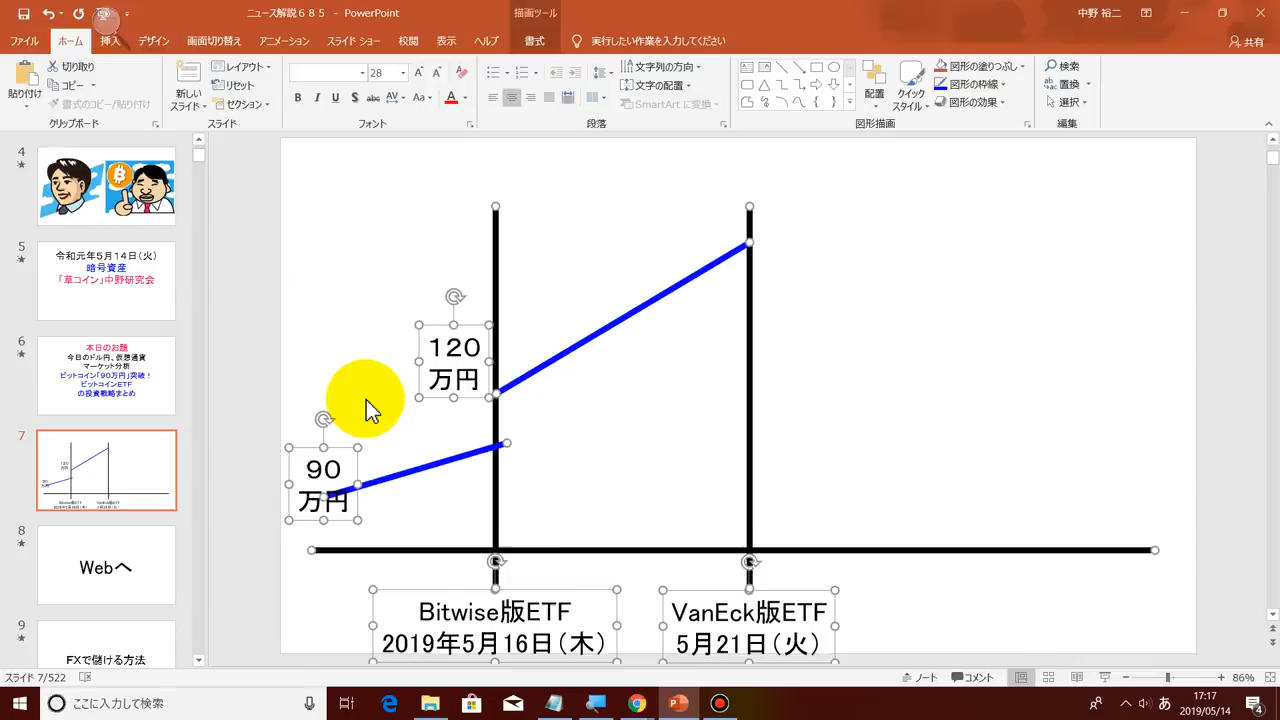 ニュース解説６８５ - PowerPoint
描画ツール
中野 裕二
ファイル
ホーム
挿入
デザイン
画面切り替え
アニメーション
スライド ショー
校閲
表示
ヘルプ
書式
実行したい作業を入力してください
共有
貼り付け
切り取り
コピー
書式のコピー/貼り付け
クリップボード
新しい
スライド
レイアウト
リセット
セクション
スライド
28
B I U S abc AV Aa A
フォント
文字列の方向
文字の配置
SmartArt に変換
段落
配置
クイック
スタイル
図形の塗りつぶし
図形の枠線
図形の効果
図形描画
検索
置換
選択
編集
4
5
令和元年５月１４日（火）
暗号資産
「草コイン」中野研究会
6
本日のお題
今日のドル円、仮想通貨
マーケット分析
ビットコイン「９０万円」突破！
ビットコインＥＴＦ
の投資戦略まとめ
7
8
Webへ
9
FXで儲ける方法
120
万円
90
万円
Bitwise版ETF
2019年5月16日（木）
VanEck版ETF
5月21日（火）
スライド 7/522
ノート
コメント
86%
ここに入力して検索
あ
17:17
2019/05/14
4